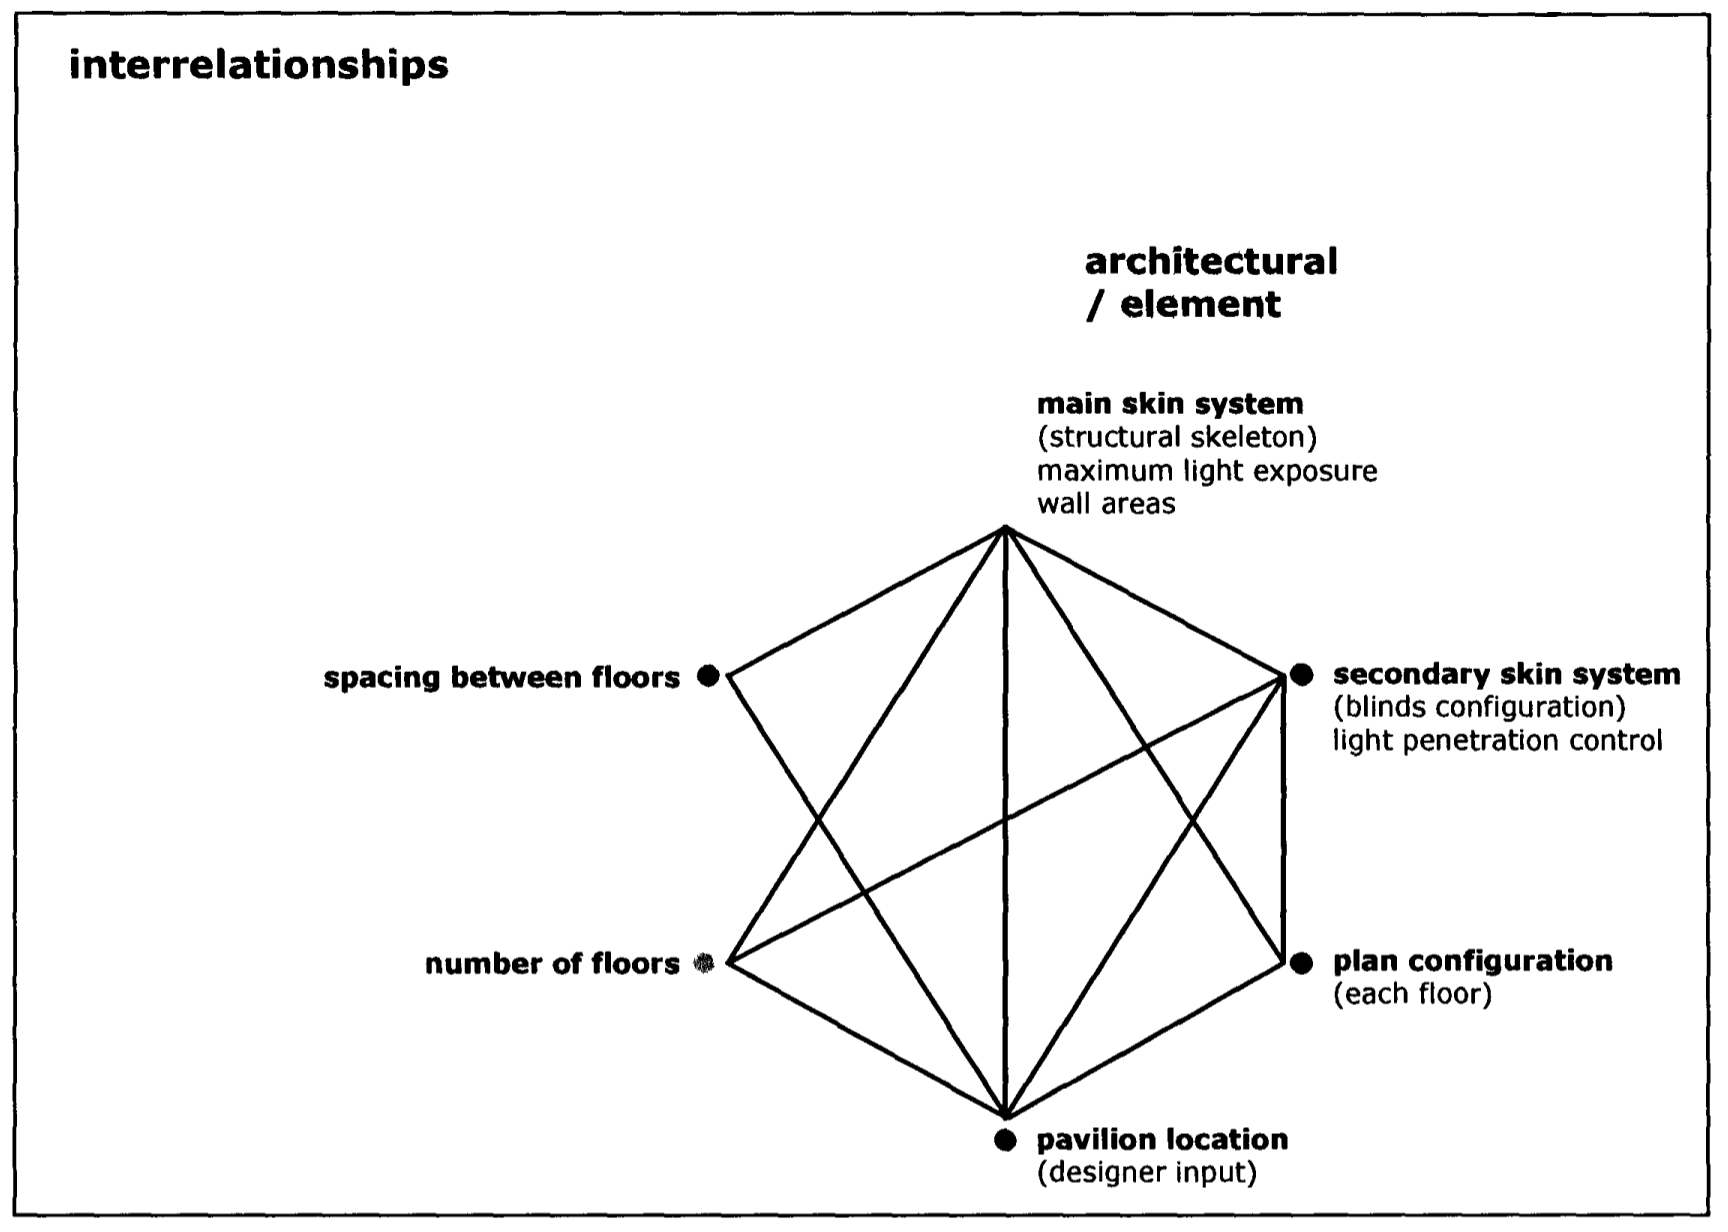 interrelationships
architectural
/ element
main skin system
(structural skeleton)
maximum light exposure
wall areas
spacing between floors
secondary skin system
(blinds configuration)
light penetration control
number of floors
plan configuration
(each floor)
pavilion location
(designer input)